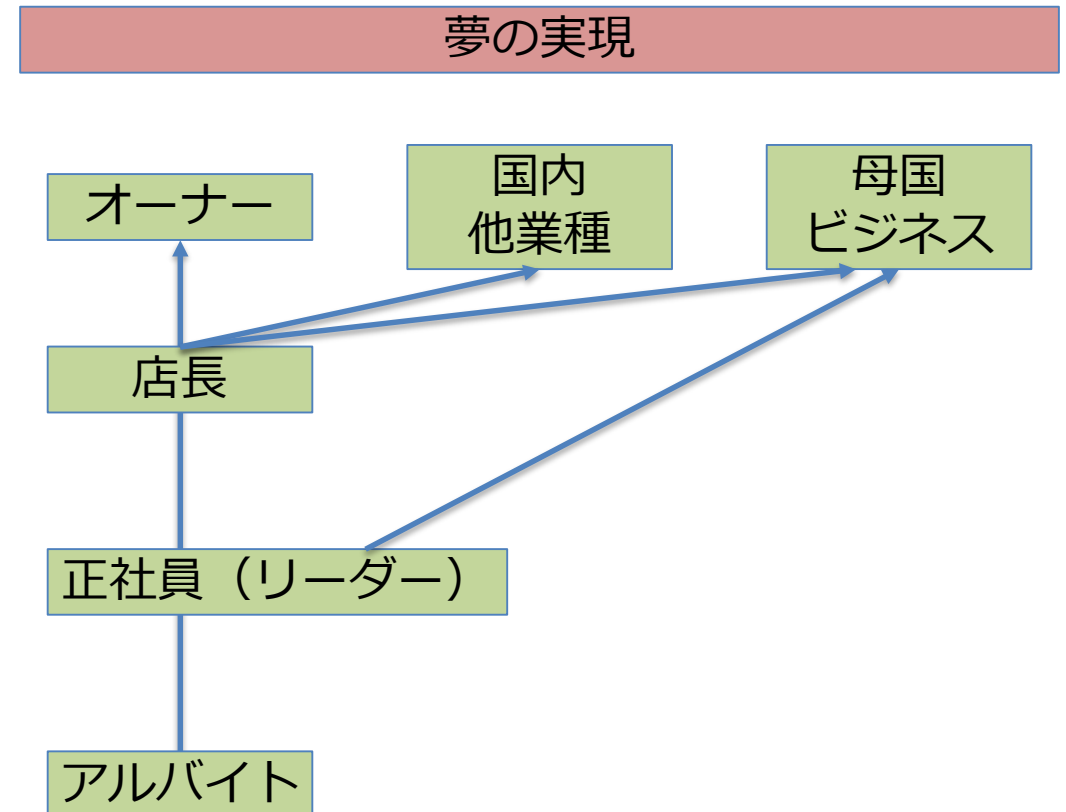 夢の実現
オーナー
国内
他業種
母国
ビジネス
店長
正社員（リーダー）
アルバイト